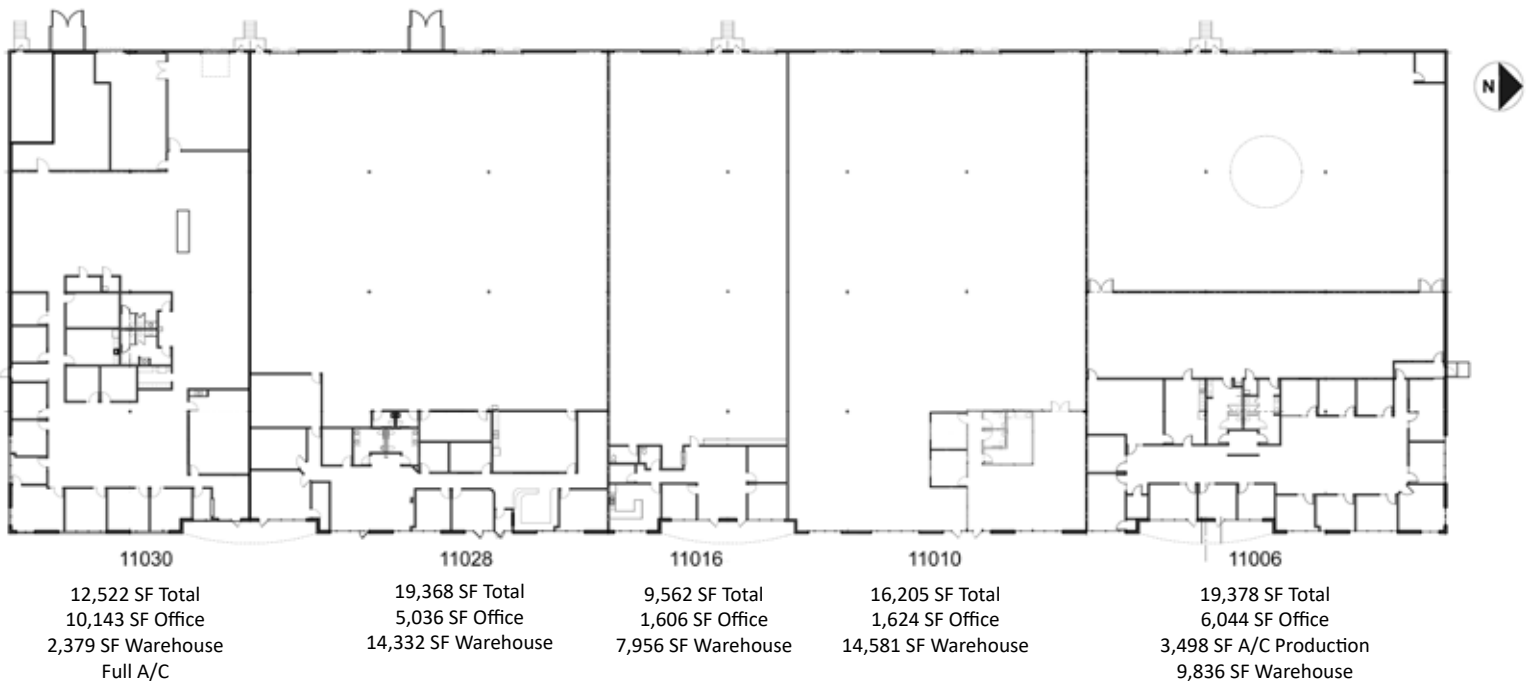 N
11030
12,522 SF Total
10,143 SF Office
2,379 SF Warehouse
Full A/C
11028
19,368 SF Total
5,036 SF Office
14,332 SF Warehouse
11016
9,562 SF Total
1,606 SF Office
7,956 SF Warehouse
11010
16,205 SF Total
1,624 SF Office
14,581 SF Warehouse
11006
19,378 SF Total
6,044 SF Office
3,498 SF A/C Production
9,836 SF Warehouse